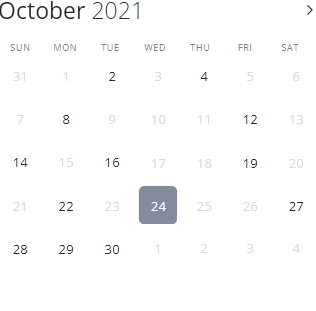 October 2021
SUN MON TUE WED THU FRI SAT
31 1 2 3 4 5 6
7 8 9 10 11 12 13
14 15 16 17 18 19 20
21 22 23 24 25 26 27
28 29 30 1 2 3 4